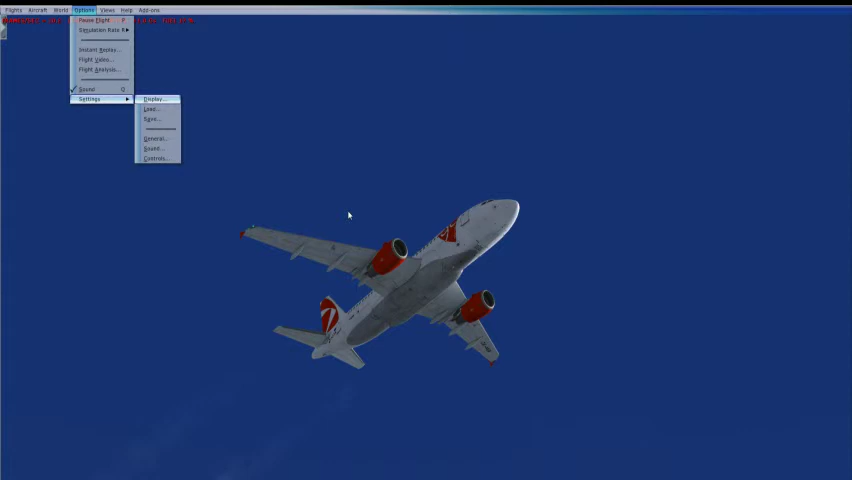 Flights Aircraft World Options Views Help Add-ons
Pause Flight P
Simulation Rate R
Instant Replay...
Flight Video...
Flight Analysis...
Sound Q
Settings
Display...
Load...
Save...
General...
Sound...
Controls...